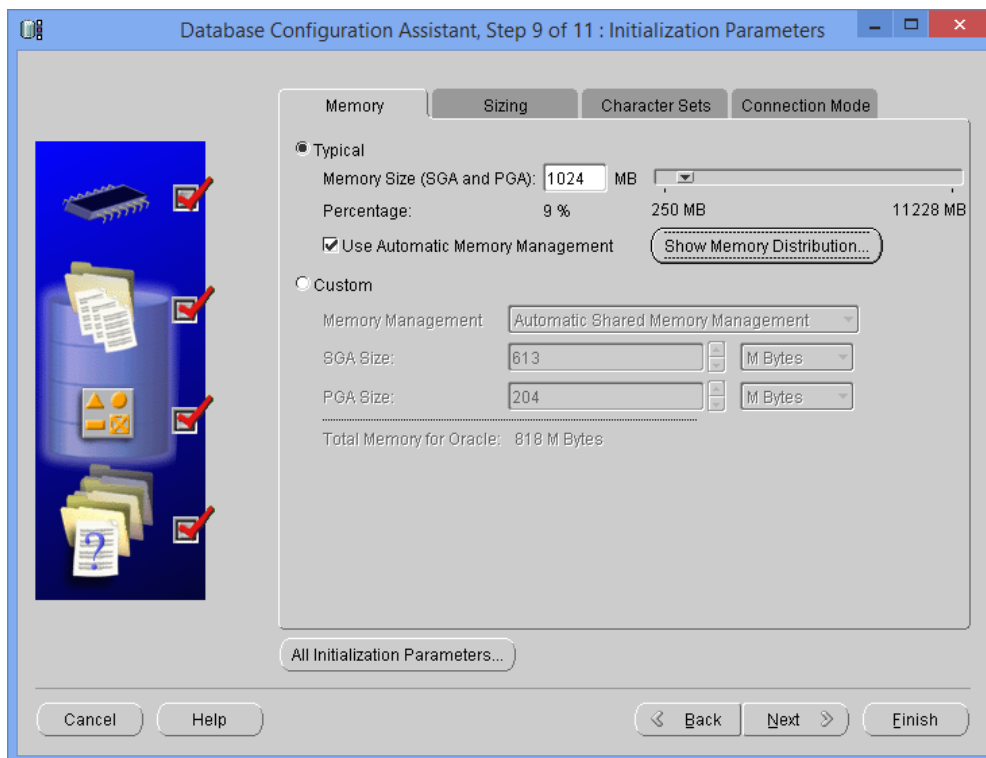 Database Configuration Assistant, Step 9 of 11 : Initialization Parameters
Memory Sizing Character Sets Connection Mode
Typical
Memory Size (SGA and PGA): 1024 MB
Percentage: 9 % 250 MB 11228 MB
Use Automatic Memory Management Show Memory Distribution...
Custom
Memory Management Automatic Shared Memory Management
SGA Size: 613 M Bytes
PGA Size: 204 M Bytes
Total Memory for Oracle: 818 M Bytes
?
All Initialization Parameters...
Cancel Help Back Next Finish